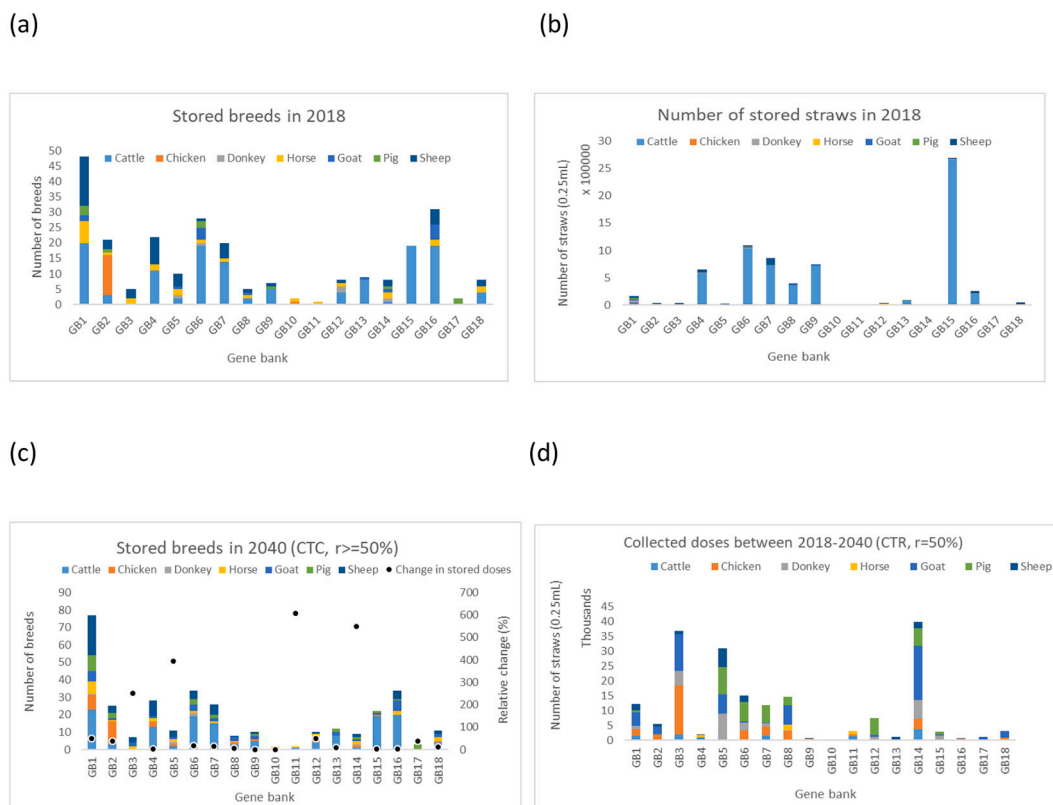 (a)
(b)
Stored breeds in 2018
Cattle Chicken Donkey Horse Goat Pig Sheep
Number of breeds
50
45
40
35
30
25
20
15
10
5
0
GB1 GB2 GB3 GB4 GB5 GB6 GB7 GB8 GB9 GB10 GB11 GB12 GB13 GB14 GB15 GB16 GB17 GB18
Gene bank
Number of stored straws in 2018
Cattle Chicken Donkey Horse Goat Pig Sheep
Number of straws (0.25mL)
x 100000
30
25
20
15
10
5
0
GB1 GB2 GB3 GB4 GB5 GB6 GB7 GB8 GB9 GB10 GB11 GB12 GB13 GB14 GB15 GB16 GB17 GB18
Gene bank
(c)
(d)
Stored breeds in 2040 (CTC, r>=50%)
Cattle Chicken Donkey Horse Goat Pig Sheep Change in stored doses
Number of breeds
90
80
70
60
50
40
30
20
10
0
700
600
500
400
300
200
100
0
Relative change (%)
GB1 GB2 GB3 GB4 GB5 GB6 GB7 GB8 GB9 GB10 GB11 GB12 GB13 GB14 GB15 GB16 GB17 GB18
Gene bank
Collected doses between 2018-2040 (CTR, r=50%)
Cattle Chicken Donkey Horse Goat Pig Sheep
Number of straws (0.25mL)
Thousands
45
40
35
30
25
20
15
10
5
0
GB1 GB2 GB3 GB4 GB5 GB6 GB7 GB8 GB9 GB10 GB11 GB12 GB13 GB14 GB15 GB16 GB17 GB18
Gene bank